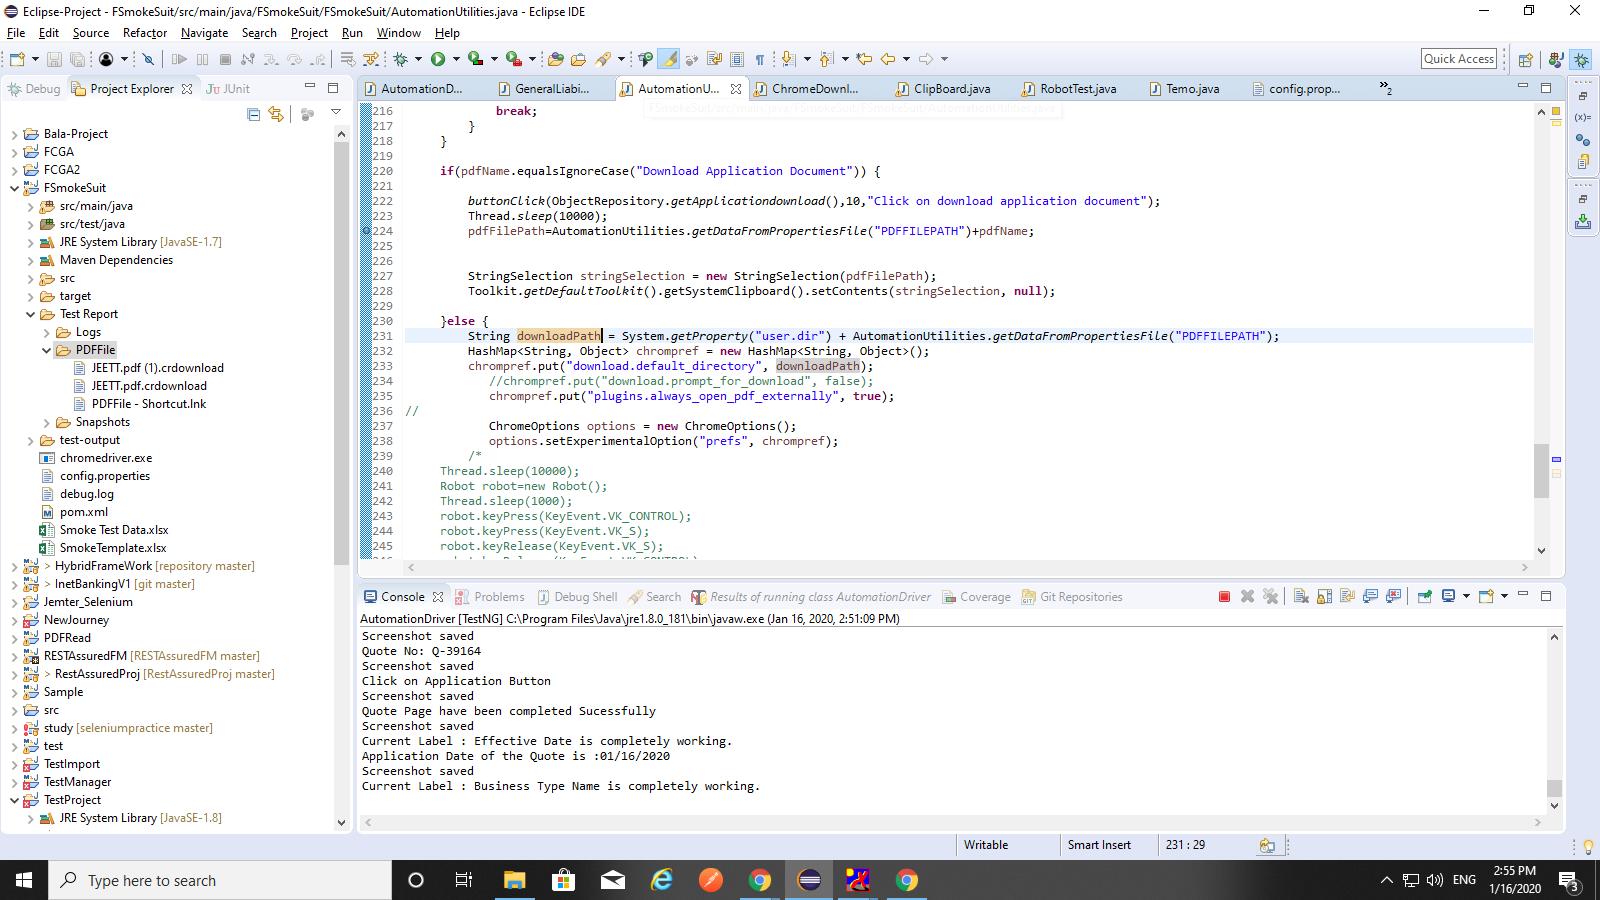 Eclipse-Project - FSmokeSuit/src/main/java/FSmokeSuit/FSmokeSuit/AutomationUtilities.java - Eclipse IDE
File Edit Source Refactor Navigate Search Project Run Window Help
Quick Access
Debug Project Explorer JUnit
AutomationD... GeneralLiabi... AutomationU... ChromeDownl... ClipBoard.java RobotTest.java Temo.java config.prop... »2
Bala-Project
FCGA
FCGA2
FSmokeSuit
src/main/java
src/test/java
JRE System Library [JavaSE-1.7]
Maven Dependencies
src
target
Test Report
Logs
PDFFile
JEETT.pdf (1).crdownload
JEETT.pdf.crdownload
PDFFile - Shortcut.lnk
Snapshots
test-output
chromedriver.exe
config.properties
debug.log
pom.xml
Smoke Test Data.xlsx
SmokeTemplate.xlsx
> HybridFrameWork [repository master]
> InetBankingV1 [git master]
Jemter_Selenium
NewJourney
PDFRead
RESTAssuredFM [RESTAssuredFM master]
> RestAssuredProj [RestAssuredProj master]
Sample
src
study [seleniumpractice master]
test
TestImport
TestManager
TestProject
JRE System Library [JavaSE-1.8]
FSmokeSuit/src/main/java/FSmokeSuit/FSmokeSuit/AutomationUtilities.java
216 break;
217 }
218 }
219
220 if(pdfName.equalsIgnoreCase("Download Application Document")) {
221
222 buttonClick(ObjectRepository.getApplicationdownload(),10,"Click on download application document");
223 Thread.sleep(10000);
224 pdfFilePath=AutomationUtilities.getDataFromPropertiesFile("PDFFILEPATH")+pdfName;
225
226
227 StringSelection stringSelection = new StringSelection(pdfFilePath);
228 Toolkit.getDefaultToolkit().getSystemClipboard().setContents(stringSelection, null);
229
230 }else {
231 String downloadPath = System.getProperty("user.dir") + AutomationUtilities.getDataFromPropertiesFile("PDFFILEPATH");
232 HashMap<String, Object> chrompref = new HashMap<String, Object>();
233 chrompref.put("download.default_directory", downloadPath);
234 //chrompref.put("download.prompt_for_download", false);
235 chrompref.put("plugins.always_open_pdf_externally", true);
236 //
237 ChromeOptions options = new ChromeOptions();
238 options.setExperimentalOption("prefs", chrompref);
239 /*
240 Thread.sleep(10000);
241 Robot robot=new Robot();
242 Thread.sleep(1000);
243 robot.keyPress(KeyEvent.VK_CONTROL);
244 robot.keyPress(KeyEvent.VK_S);
245 robot.keyRelease(KeyEvent.VK_S);
Console Problems Debug Shell Search Results of running class AutomationDriver Coverage Git Repositories
AutomationDriver [TestNG] C:\Program Files\Java\jre1.8.0_181\bin\javaw.exe (Jan 16, 2020, 2:51:09 PM)
Screenshot saved
Quote No: Q-39164
Screenshot saved
Click on Application Button
Screenshot saved
Quote Page have been completed Sucessfully
Screenshot saved
Current Label : Effective Date is completely working.
Application Date of the Quote is :01/16/2020
Screenshot saved
Current Label : Business Type Name is completely working.
Writable Smart Insert 231 : 29
Type here to search
ENG
2:55 PM
1/16/2020
3